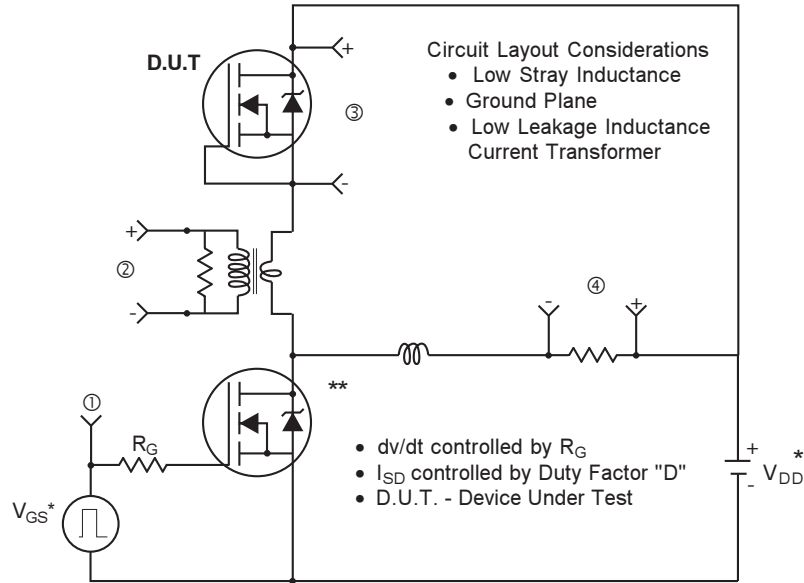 D.U.T
+
Circuit Layout Considerations
• Low Stray Inductance
• Ground Plane
• Low Leakage Inductance
Current Transformer
③
-
+
②
-
-
④
+
**
①
R_G
V_GS*
• dv/dt controlled by R_G
• I_SD controlled by Duty Factor "D"
• D.U.T. - Device Under Test
+
-
V_DD*